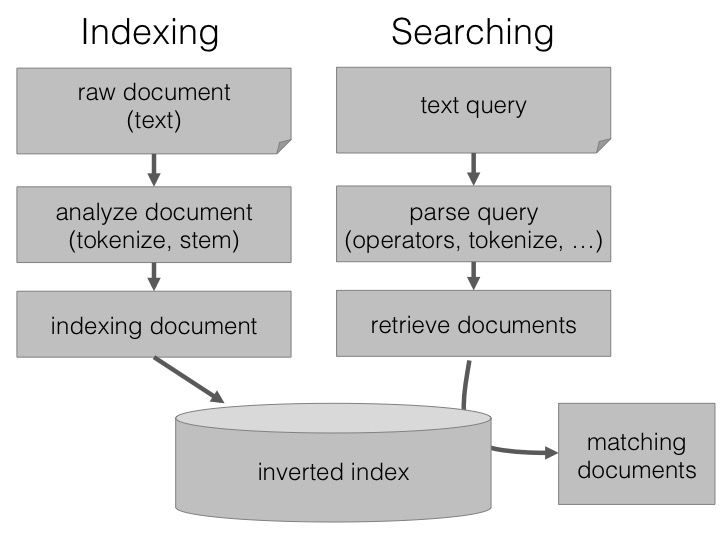 Indexing
Searching
raw document
(text)
text query
analyze document
(tokenize, stem)
parse query
(operators, tokenize, …)
indexing document
retrieve documents
inverted index
matching
documents